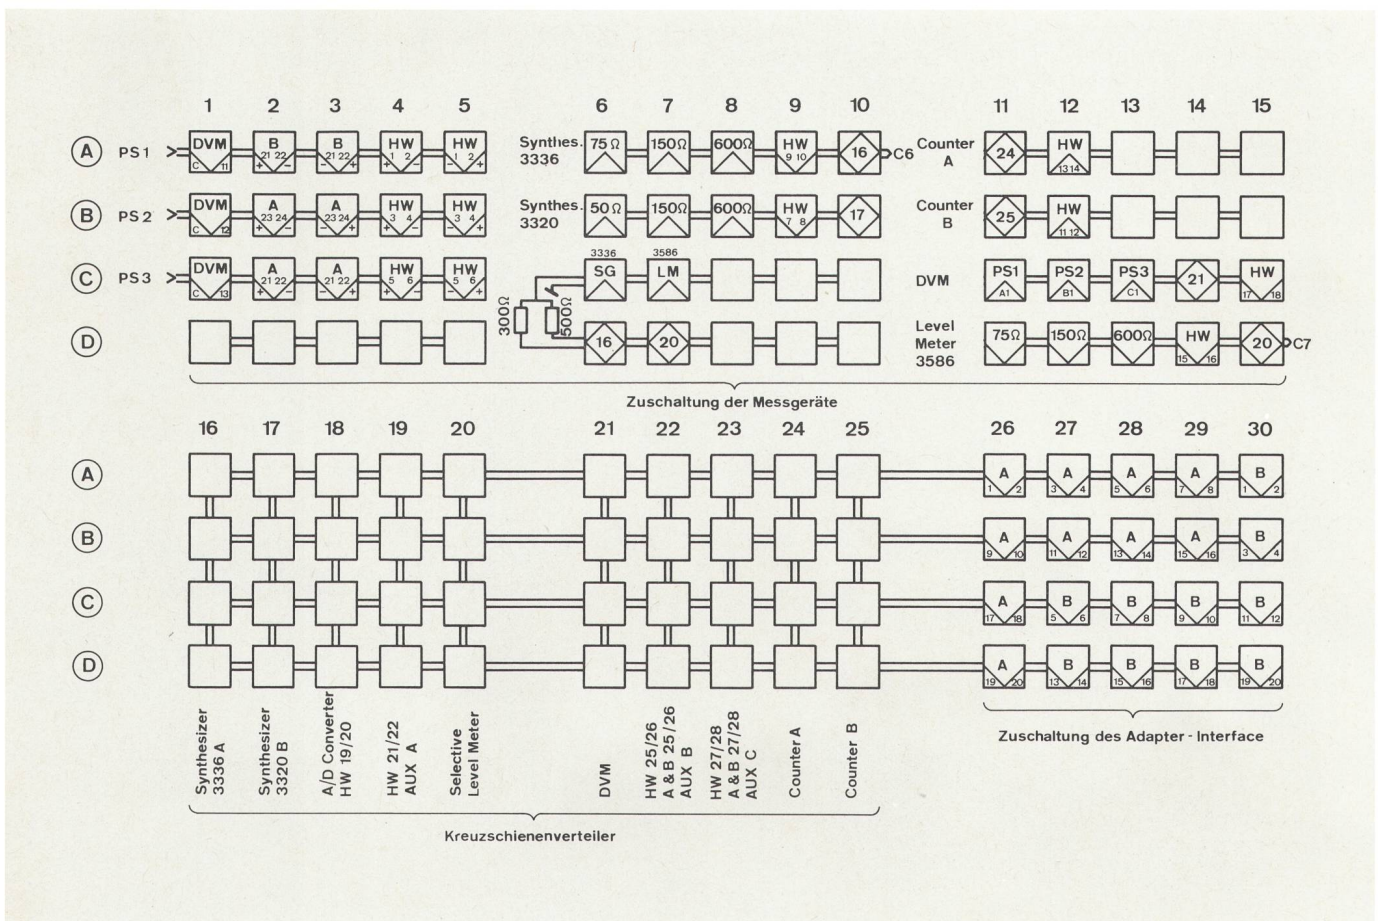 1 2 3 4 5 6 7 8 9 10 11 12 13 14 15
A PS1 DVM C 11 B 21 22 + − B 21 22 − + HW 1 2 + − HW 1 2 − + Synthes. 3336 75Ω 150Ω 600Ω HW 9 10 16 C6 Counter A 24 HW 13 14
B PS2 DVM C 12 A 23 24 + − A 23 24 − + HW 3 4 + − HW 3 4 − + Synthes. 3320 50Ω 150Ω 600Ω HW 7 8 17 Counter B 25 HW 11 12
3336 3586
C PS3 DVM C 13 A 21 22 + − A 21 22 − + HW 5 6 + − HW 5 6 − + SG LM DVM PS1 A1 PS2 B1 PS3 C1 21 HW 17 18
300Ω 500Ω
D 16 20 Level Meter 3586 75Ω 150Ω 600Ω HW 15 16 20 C7
Zuschaltung der Messgeräte
16 17 18 19 20 21 22 23 24 25 26 27 28 29 30
A A 1 2 A 3 4 A 5 6 A 7 8 B 1 2
B A 9 10 A 11 12 A 13 14 A 15 16 B 3 4
C A 17 18 B 5 6 B 7 8 B 9 10 B 11 12
D A 19 20 B 13 14 B 15 16 B 17 18 B 19 20
Synthesizer
3336 A
Synthesizer
3320 B
A/D Converter
HW 19/20
HW 21/22
AUX A
Selective
Level Meter
DVM
HW 25/26
A & B 25/26
AUX B
HW 27/28
A & B 27/28
AUX C
Counter A
Counter B
Zuschaltung des Adapter - Interface
Kreuzschienenverteiler